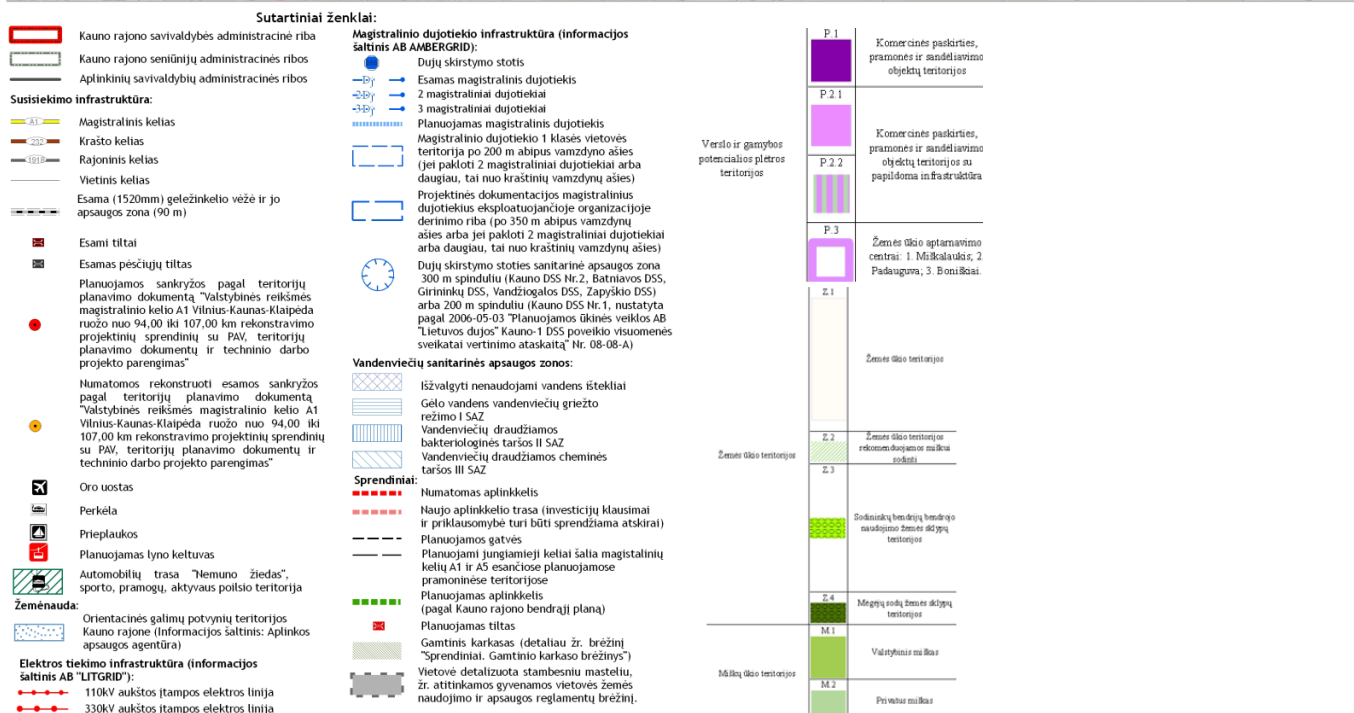 Sutartiniai ženklai:
Kauno rajono savivaldybės administracinė riba
Kauno rajono seniūnijų administracinės ribos
Aplinkinių savivaldybių administracinės ribos
Susisiekimo infrastruktūra:
A1
Magistralinis kelias
232
Krašto kelias
1918
Rajoninis kelias
Vietinis kelias
Esama (1520mm) geležinkelio vėžė ir jo
apsaugos zona (90 m)
Esami tiltai
Esamas pėsčiųjų tiltas
Planuojamos sankryžos pagal teritorijų
planavimo dokumentą "Valstybinės reikšmės
magistralinio kelio A1 Vilnius-Kaunas-Klaipėda
ruožo nuo 94,00 iki 107,00 km rekonstravimo
projektinių sprendinių su PAV, teritorijų
planavimo dokumentų ir techninio darbo
projekto parengimas"
Numatomos rekonstruoti esamos sankryžos
pagal teritorijų planavimo dokumentą
"Valstybinės reikšmės magistralinio kelio A1
Vilnius-Kaunas-Klaipėda ruožo nuo 94,00 iki
107,00 km rekonstravimo projektinių sprendinių
su PAV, teritorijų planavimo dokumentų ir
techninio darbo projekto parengimas"
Oro uostas
Perkėla
Prieplaukos
Planuojamas lyno keltuvas
Automobilių trasa "Nemuno žiedas",
sporto, pramogų, aktyvaus poilsio teritorija
Žemėnauda:
Orientacinės galimų potvynių teritorijos
Kauno rajone (Informacijos šaltinis: Aplinkos
apsaugos agentūra)
Elektros tiekimo infrastruktūra (informacijos
šaltinis AB "LITGRID"):
110kV aukštos įtampos elektros linija
330kV aukštos įtampos elektros linija
Magistralinio dujotiekio infrastruktūra (informacijos
šaltinis AB AMBERGRID):
Dujų skirstymo stotis
Dy
Esamas magistralinis dujotiekis
2Dy
2 magistraliniai dujotiekiai
3Dy
3 magistraliniai dujotiekiai
Planuojamas magistralinis dujotiekis
Magistralinio dujotiekio 1 klasės vietovės
teritorija po 200 m abipus vamzdyno ašies
(jei pakloti 2 magistraliniai dujotiekiai arba
daugiau, tai nuo kraštinių vamzdynų ašies)
Projektinės dokumentacijos magistralinius
dujotiekius eksploatuojančioje organizacijoje
derinimo riba (po 350 m abipus vamzdynų
ašies arba jei pakloti 2 magistraliniai dujotiekiai
arba daugiau, tai nuo kraštinių vamzdynų ašies)
Dujų skirstymo stoties sanitarinė apsaugos zona
300 m spinduliu (Kauno DSS Nr.2, Batniavos DSS,
Girininkų DSS, Vandžiogalos DSS, Zapyškio DSS)
arba 200 m spinduliu (Kauno DSS Nr.1, nustatyta
pagal 2006-05-03 "Planuojamos ūkinės veiklos AB
"Lietuvos dujos" Kauno-1 DSS poveikio visuomenės
sveikatai vertinimo ataskaitą" Nr. 08-08-A)
Vandenviečių sanitarinės apsaugos zonos:
Išžvalgyti nenaudojami vandens ištekliai
Gėlo vandens vandenviečių griežto
režimo I SAZ
Vandenviečių draudžiamos
bakteriologinės taršos II SAZ
Vandenviečių draudžiamos cheminės
taršos III SAZ
Sprendiniai:
Numatomas aplinkkelis
Naujo aplinkkelio trasa (investicijų klausimai
ir priklausomybė turi būti sprendžiama atskirai)
Planuojamos gatvės
Planuojami jungiamieji keliai šalia magistalinių
kelių A1 ir A5 esančiose planuojamose
pramoninėse teritorijose
Planuojamas aplinkkelis
(pagal Kauno rajono bendrąjį planą)
Planuojamas tiltas
Gamtinis karkasas (detaliau žr. brėžinį
"Sprendiniai. Gamtinio karkaso brėžinys")
Vietovė detalizuota stambesniu masteliu,
žr. atitinkamos gyvenamos vietovės žemės
naudojimo ir apsaugos reglamentų brėžinį.
Verslo ir gamybos
potencialios plėtros
teritorijos
P.1
Komercinės paskirties,
pramonės ir sandėliavimo
objektų teritorijos
P.2.1
P.2.2
Komercinės paskirties,
pramonės ir sandėliavimo
objektų teritorijos su
papildoma infrastruktūra
P.3
Žemės ūkio aptarnavimo
centrai: 1. Miškalaukis; 2.
Padauguva; 3. Boniškiai.
Žemės ūkio teritorijos
Z.1
Žemės ūkio teritorijos
Z.2
Žemės ūkio teritorijos
rekomenduojamos miškui
sodinti
Z.3
Sodininkų bendrijų bendrojo
naudojimo žemės sklypų
teritorijos
Z.4
Mėgėjų sodų žemės sklypų
teritorijos
Miškų ūkio teritorijos
M.1
Valstybinis miškas
M.2
Privatus miškas